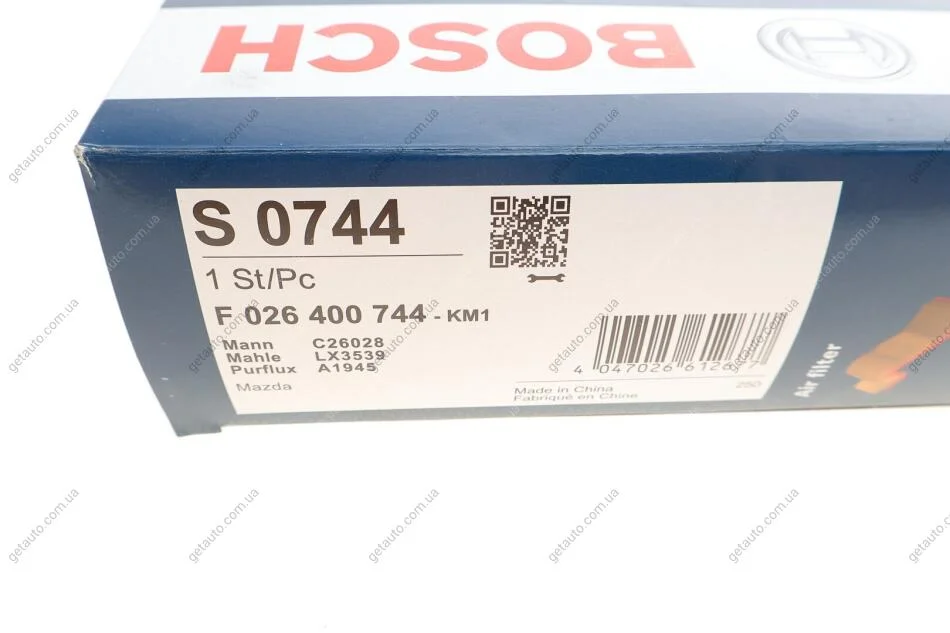 BOSCH
S 0744
1 St/Pc
F 026 400 744 - KM1
Mann C26028
Mahle LX3539
Purflux A1945
Mazda
Made in China
Fabriqué en Chine
Air filter
getauto.com.ua